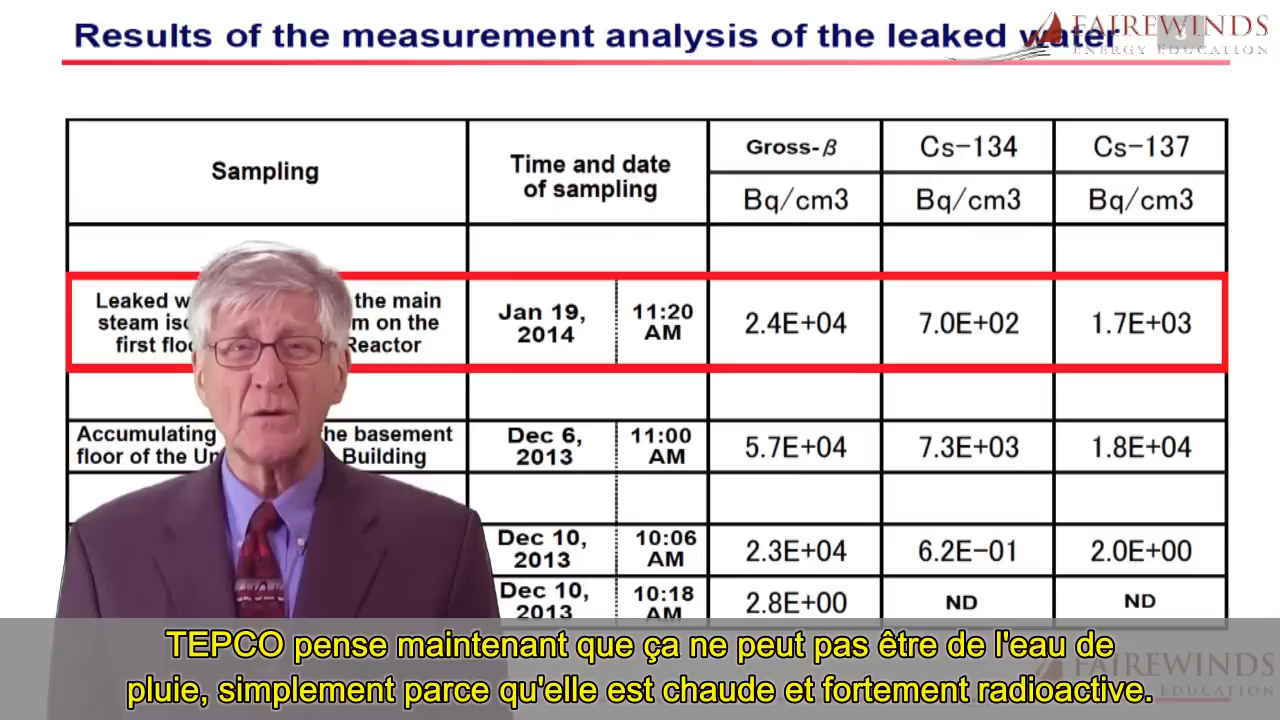 Results of the measurement analysis of the leaked water
FAIREWINDS
ENERGY EDUCATION
3
Sampling
Time and date
of sampling
Gross-β
Cs-134
Cs-137
Bq/cm3
Bq/cm3
Bq/cm3
Leaked the main
steam on the
first Reactor
Jan 19,
2014
11:20
AM
2.4E+04
7.0E+02
1.7E+03
Accumulating basement
floor of the Building
Dec 6,
2013
11:00
AM
5.7E+04
7.3E+03
1.8E+04
Dec 10,
2013
10:06
AM
2.3E+04
6.2E-01
2.0E+00
Dec 10,
2013
10:18
AM
2.8E+00
ND
ND
TEPCO pense maintenant que ça ne peut pas être de l'eau de
pluie, simplement parce qu'elle est chaude et fortement radioactive.
FAIREWINDS
EDUCATION